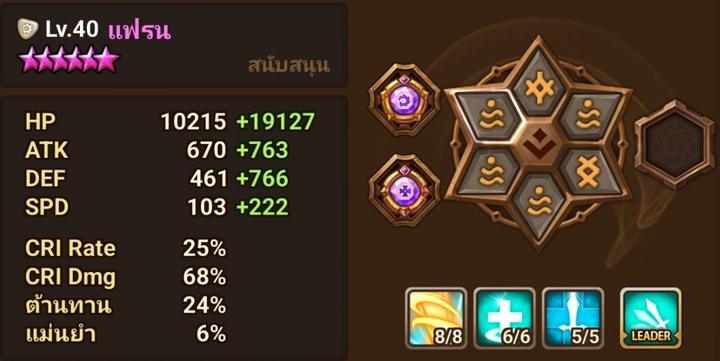 Lv.40 แฟรน
สนับสนุน
HP 10215 +19127
ATK 670 +763
DEF 461 +766
SPD 103 +222
CRI Rate 25%
CRI Dmg 68%
ต้านทาน 24%
แม่นยำ 6%
8/8 6/6 5/5 LEADER